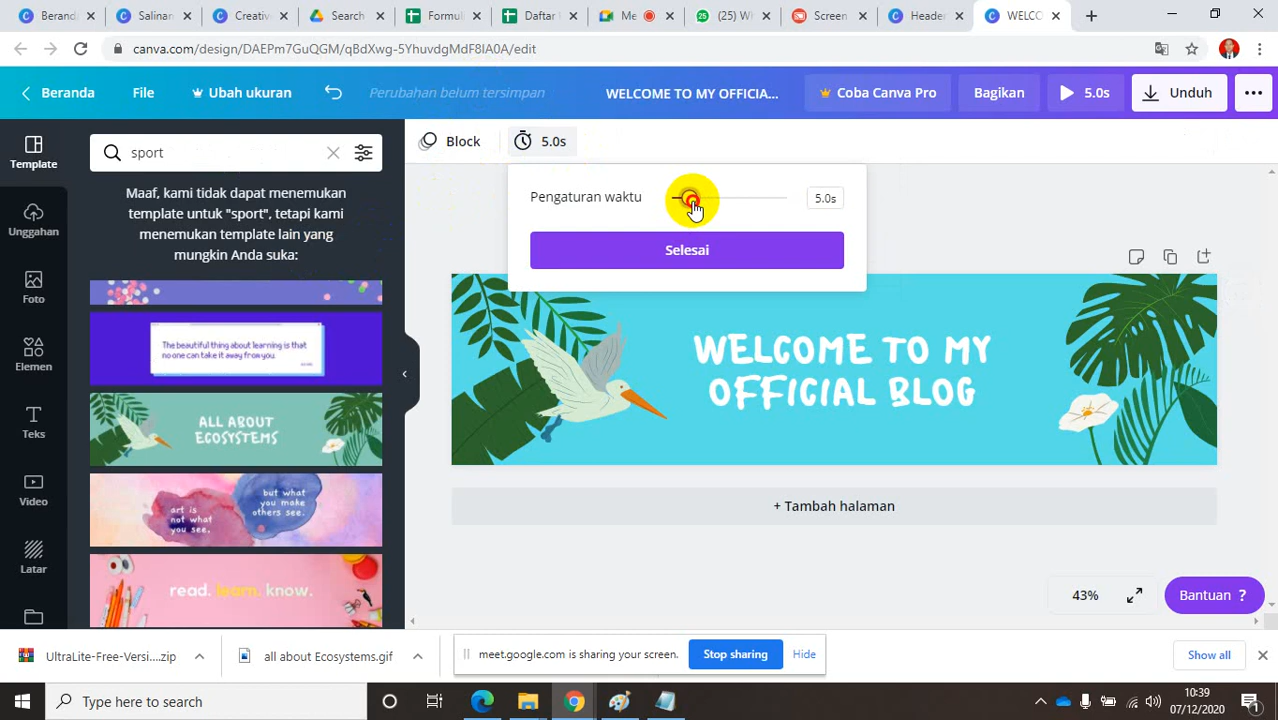 Beranda
Salinan
Creative
Search
Formuli
Daftar
Me
(25) W
Screen
Header
WELCO
canva.com/design/DAEPm7GuQGM/qBdXwg-5YhuvdgMdF8IA0A/edit
Beranda
File
Ubah ukuran
Perubahan belum tersimpan
WELCOME TO MY OFFICIA...
Coba Canva Pro
Bagikan
5.0s
Unduh
Template
Unggahan
Foto
Elemen
Teks
Video
Latar
sport
Maaf, kami tidak dapat menemukan
template untuk "sport", tetapi kami
menemukan template lain yang
mungkin Anda suka:
The beautiful thing about learning is that
no one can take it away from you.
ALL ABOUT
ECOSYSTEMS
art is
not what
you see,
but what
you make
others see.
read. learn. know.
Block
5.0s
Pengaturan waktu
5.0s
Selesai
WELCOME TO MY
OFFICIAL BLOG
+ Tambah halaman
43%
Bantuan ?
UltraLite-Free-Versi....zip
all about Ecosystems.gif
meet.google.com is sharing your screen.
Stop sharing
Hide
Show all
Type here to search
10:39
07/12/2020
1